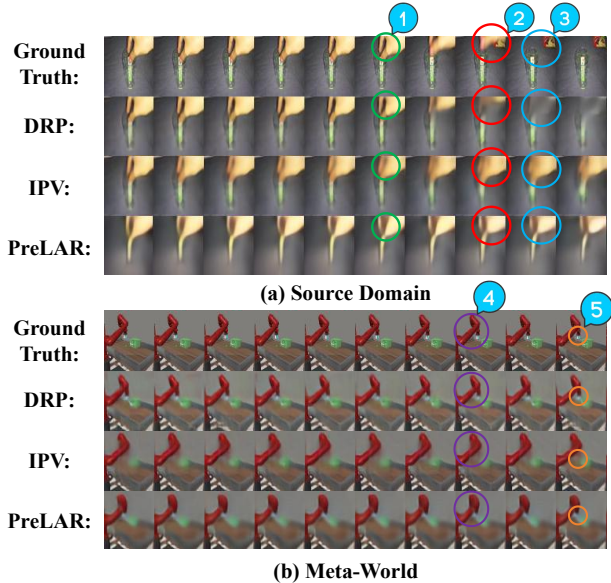 1 2 3
Ground
Truth:
DRP:
IPV:
PreLAR:
(a) Source Domain
4 5
Ground
Truth:
DRP:
IPV:
PreLAR:
(b) Meta-World